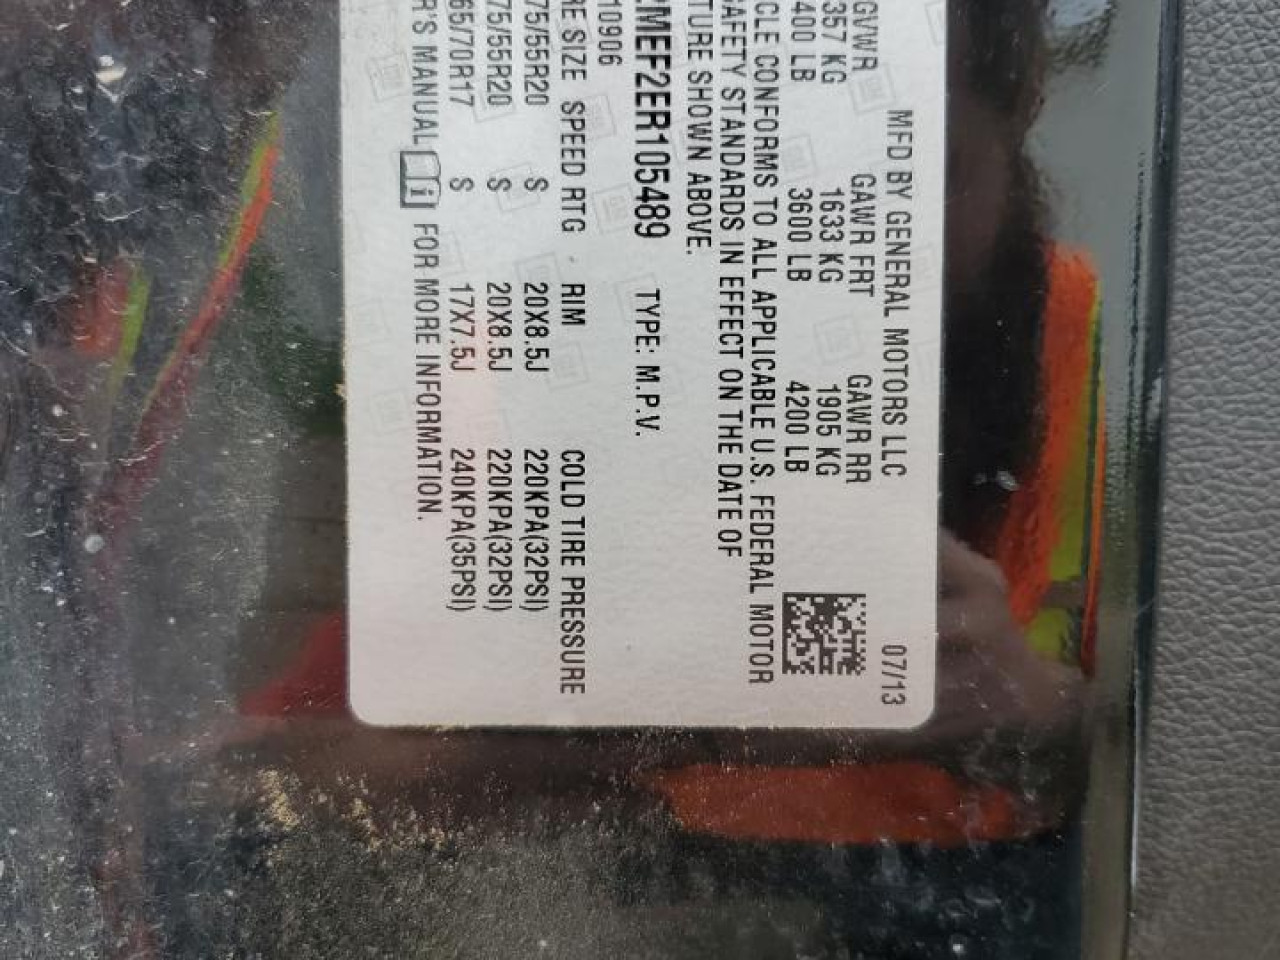 MFD BY GENERAL MOTORS LLC 07/13
GVWR GAWR FRT GAWR RR
357 KG 1633 KG 1905 KG
400 LB 3600 LB 4200 LB
CLE CONFORMS TO ALL APPLICABLE U.S. FEDERAL MOTOR
SAFETY STANDARDS IN EFFECT ON THE DATE OF
TURE SHOWN ABOVE.
2MEF2ER105489 TYPE: M.P.V.
10906
RE SIZE SPEED RTG RIM COLD TIRE PRESSURE
75/55R20 S 20X8.5J 220KPA(32PSI)
75/55R20 S 20X8.5J 220KPA(32PSI)
65/70R17 S 17X7.5J 240KPA(35PSI)
R'S MANUAL i FOR MORE INFORMATION.